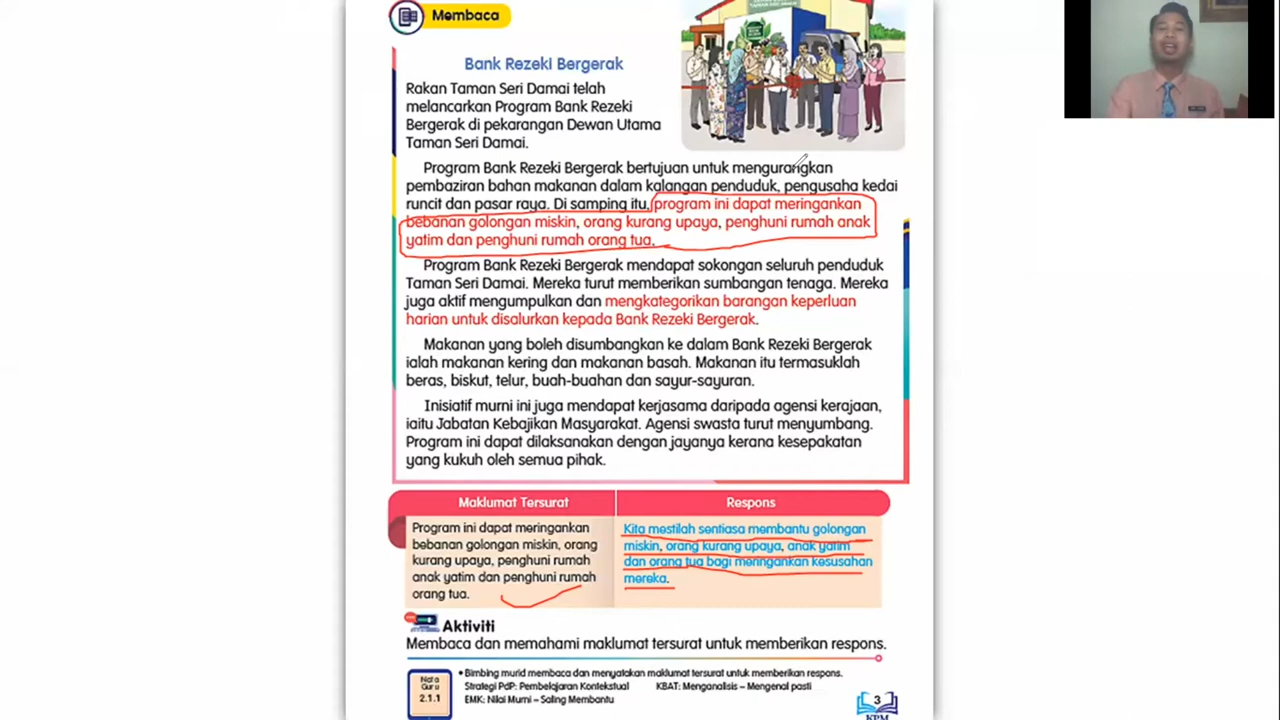 Membaca
TAMAN SERI DAMAI
Bank Rezeki Bergerak
Rakan Taman Seri Damai telah
melancarkan Program Bank Rezeki
Bergerak di pekarangan Dewan Utama
Taman Seri Damai.
Program Bank Rezeki Bergerak bertujuan untuk mengurangkan
pembaziran bahan makanan dalam kalangan penduduk, pengusaha kedai
runcit dan pasar raya. Di samping itu, program ini dapat meringankan
bebanan golongan miskin, orang kurang upaya, penghuni rumah anak
yatim dan penghuni rumah orang tua.
Program Bank Rezeki Bergerak mendapat sokongan seluruh penduduk
Taman Seri Damai. Mereka turut memberikan sumbangan tenaga. Mereka
juga aktif mengumpulkan dan mengkategorikan barangan keperluan
harian untuk disalurkan kepada Bank Rezeki Bergerak.
Makanan yang boleh disumbangkan ke dalam Bank Rezeki Bergerak
ialah makanan kering dan makanan basah. Makanan itu termasuklah
beras, biskut, telur, buah-buahan dan sayur-sayuran.
Inisiatif murni ini juga mendapat kerjasama daripada agensi kerajaan,
iaitu Jabatan Kebajikan Masyarakat. Agensi swasta turut menyumbang.
Program ini dapat dilaksanakan dengan jayanya kerana kesepakatan
yang kukuh oleh semua pihak.
Maklumat Tersurat
Respons
Program ini dapat meringankan
bebanan golongan miskin, orang
kurang upaya, penghuni rumah
anak yatim dan penghuni rumah
orang tua.
Kita mestilah sentiasa membantu golongan
miskin, orang kurang upaya, anak yatim
dan orang tua bagi meringankan kesusahan
mereka.
Aktiviti
Membaca dan memahami maklumat tersurat untuk memberikan respons.
Nota
Guru
2.1.1
• Bimbing murid membaca dan menyatakan maklumat tersurat untuk memberikan respons.
Strategi PdP: Pembelajaran Kontekstual KBAT: Menganalisis – Mengenal pasti
EMK: Nilai Murni – Saling Membantu
3
KPM